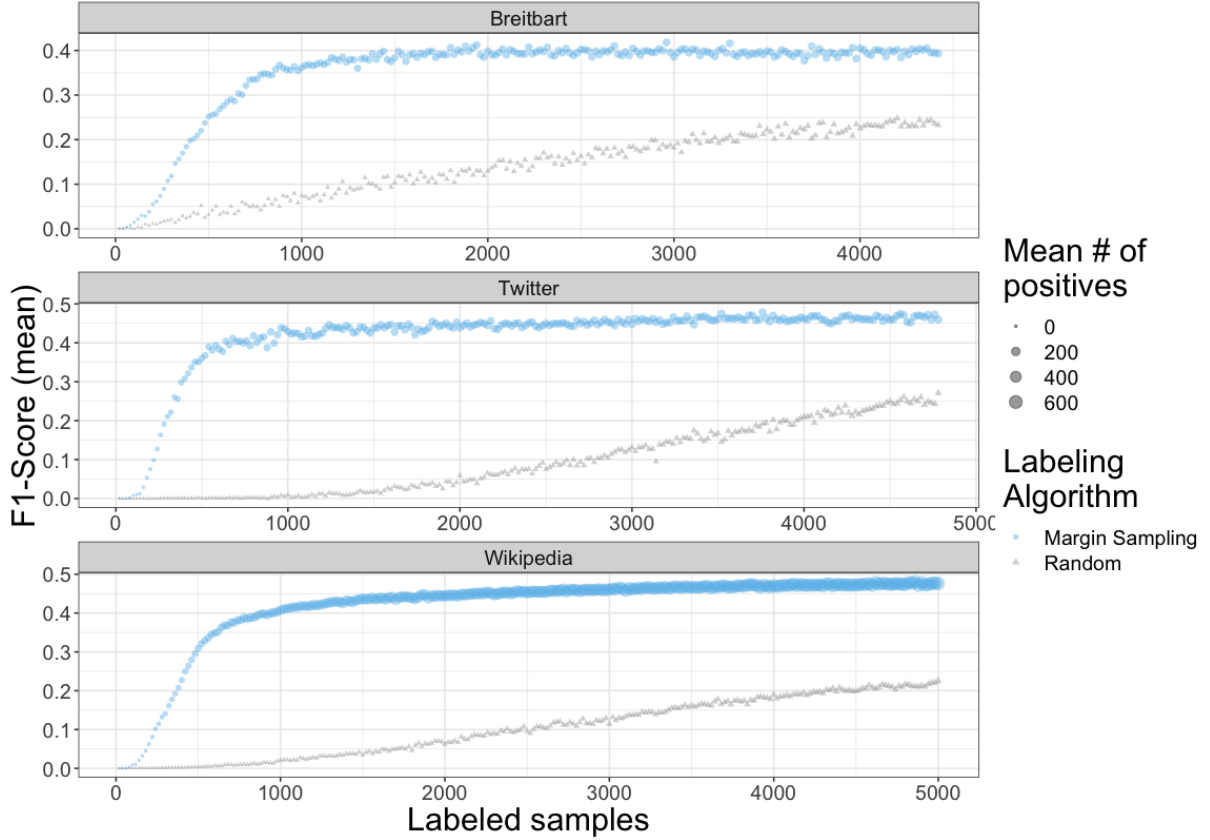 Breitbart
0.4
0.3
0.2
0.1
0.0
0 1000 2000 3000 4000
Twitter
0.5
0.4
0.3
0.2
0.1
0.0
0 1000 2000 3000 4000 5000
Wikipedia
0.5
0.4
0.3
0.2
0.1
0.0
0 1000 2000 3000 4000 5000
Labeled samples
F1-Score (mean)
Mean # of
positives
0
200
400
600
Labeling
Algorithm
Margin Sampling
Random